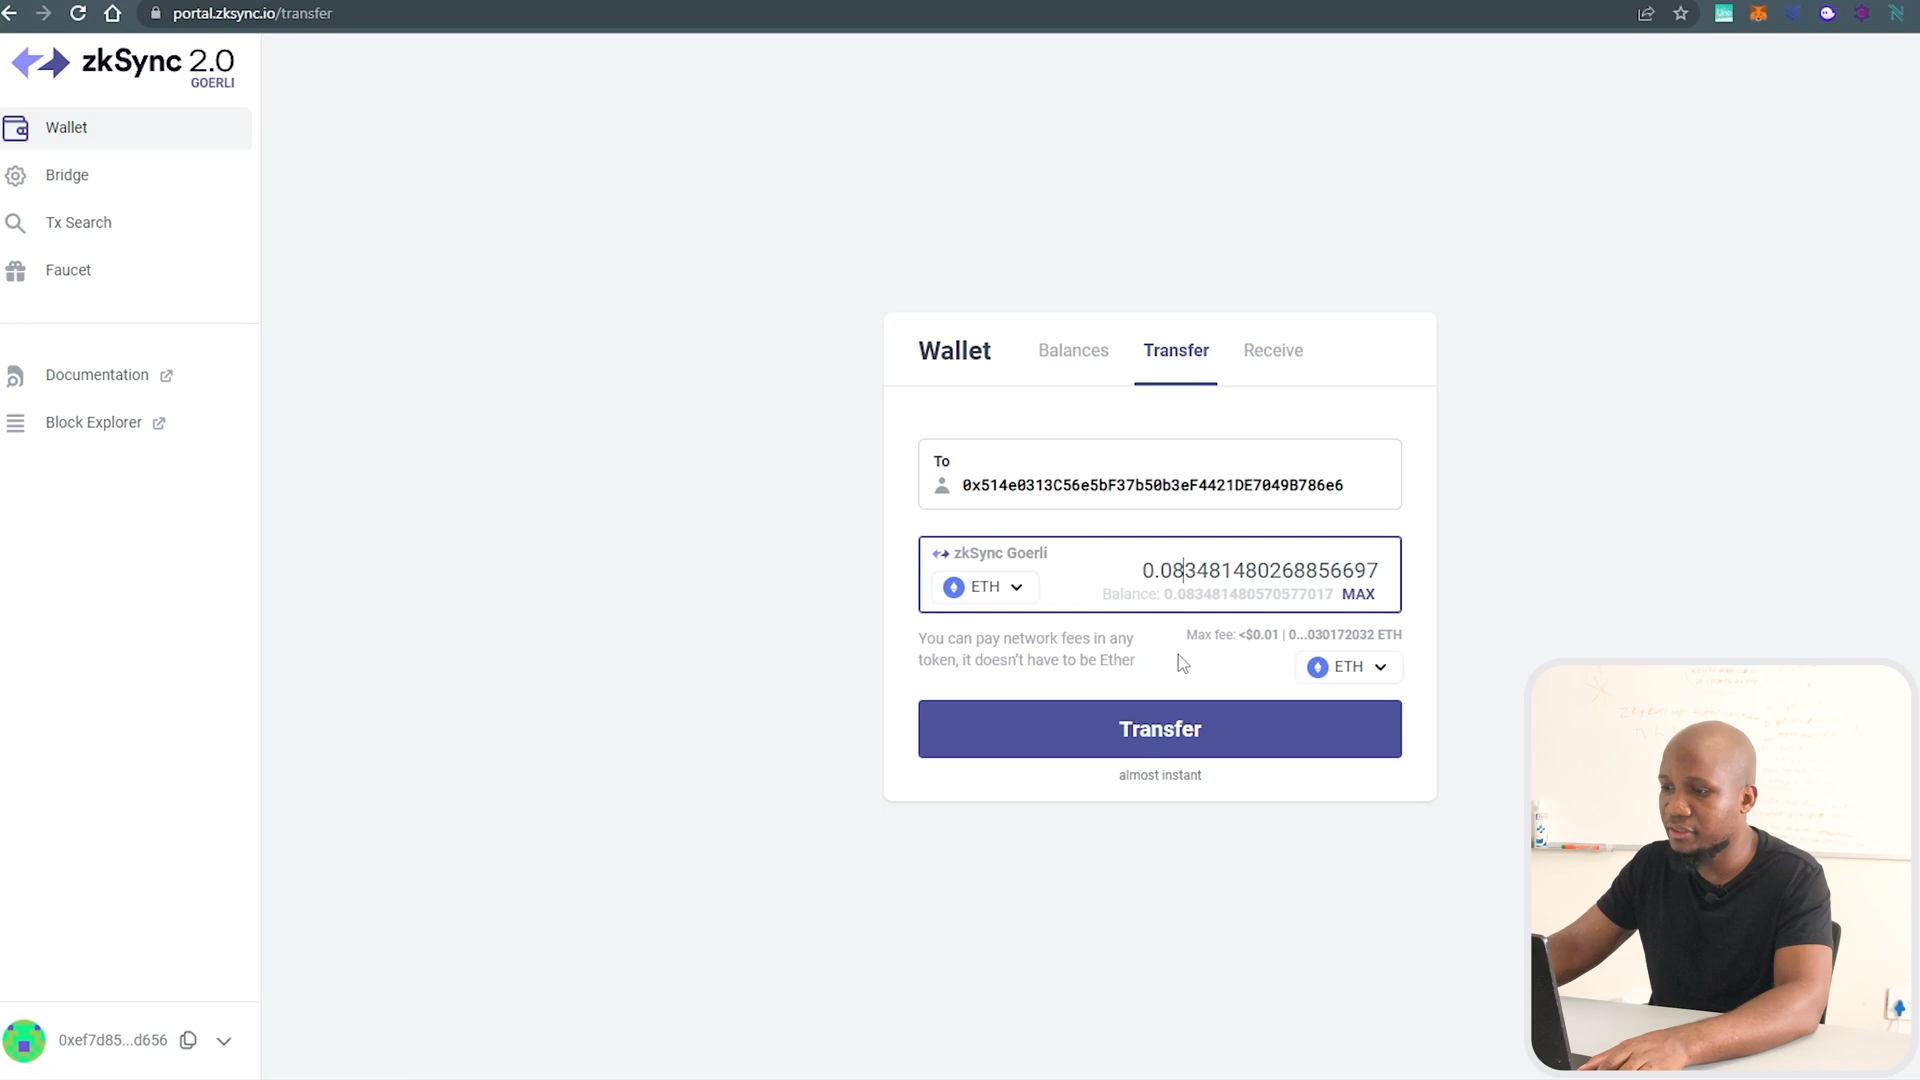 portal.zksync.io/transfer
zkSync 2.0
GOERLI
Wallet
Bridge
Tx Search
Faucet
Documentation
Block Explorer
0xef7d85...d656
Wallet
Balances
Transfer
Receive
To
0x514e0313C56e5bF37b50b3eF4421DE7049B786e6
zkSync Goerli
0.083481480268856697
ETH
Balance: 0.083481480570577017 MAX
You can pay network fees in any
token, it doesn't have to be Ether
Max fee: <$0.01 | 0...030172032 ETH
ETH
Transfer
almost instant